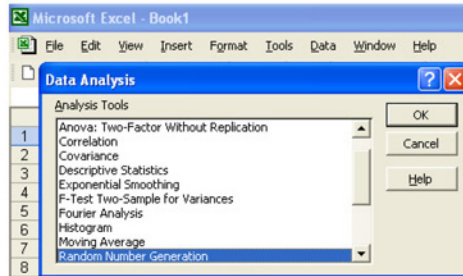 Microsoft Excel - Book1
File Edit View Insert Format Tools Data Window Help
Data Analysis
Analysis Tools
Anova: Two-Factor Without Replication
Correlation
Covariance
Descriptive Statistics
Exponential Smoothing
F-Test Two-Sample for Variances
Fourier Analysis
Histogram
Moving Average
Random Number Generation
OK
Cancel
Help
1
2
3
4
5
6
7
8